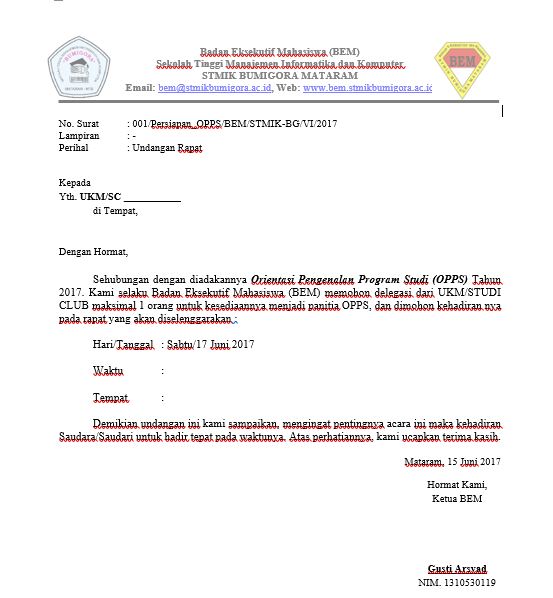 Badan Eksekutif Mahasiswa (BEM)
Sekolah Tinggi Manajemen Informatika dan Komputer
STMIK BUMIGORA MATARAM
Email: bem@stmikbumigora.ac.id, Web: www.bem.stmikbumigora.ac.id
"BUMIGORA"
MATARAM - NTB
BEM
No. Surat : 001/Persiapan_OPPS/BEM/STMIK-BG/VI/2017
Lampiran : -
Perihal : Undangan Rapat
Kepada
Yth. UKM/SC ___________
di Tempat,
Dengan Hormat,
Sehubungan dengan diadakannya Orientasi Pengenalan Program Studi (OPPS) Tahun
2017. Kami selaku Badan Eksekutif Mahasiswa (BEM) memohon delegasi dari UKM/STUDI
CLUB maksimal 1 orang untuk kesediaannya menjadi panitia OPPS, dan dimohon kehadiran nya
pada rapat yang akan diselenggarakan :
Hari/Tanggal : Sabtu/17 Juni 2017
Waktu :
Tempat :
Demikian undangan ini kami sampaikan, mengingat pentingnya acara ini maka kehadiran
Saudara/Saudari untuk hadir tepat pada waktunya. Atas perhatiannya, kami ucapkan terima kasih.
Mataram, 15 Juni 2017
Hormat Kami,
Ketua BEM
Gusti Arsyad
NIM. 1310530119